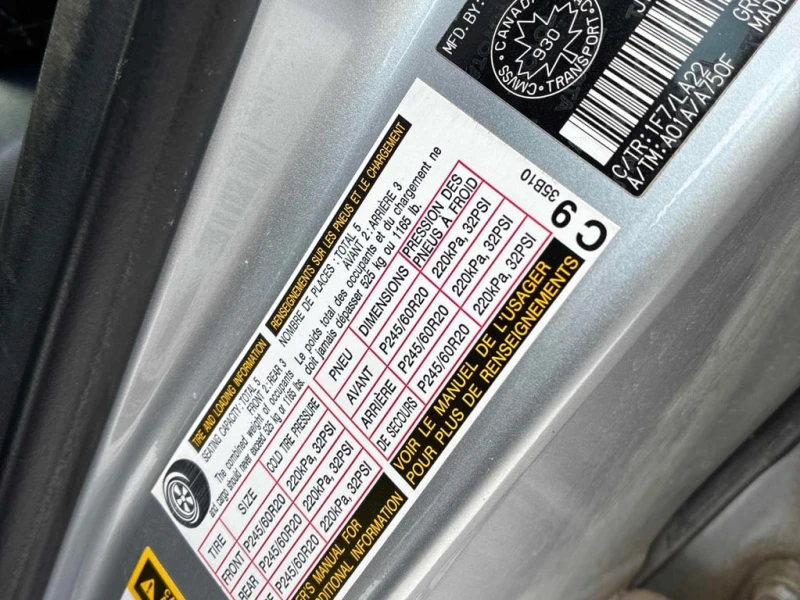 MFD. BY:
CANADA
930
CMVSS
TRANSPORT
C/TR: 1F7/LA22
A/TM: A01A/A750F
MADE
TIRE AND LOADING INFORMATION
SEATING CAPACITY: TOTAL 5
FRONT 2: REAR 3
The combined weight of occupants
and cargo should never exceed 525 kg or 1165 lbs.
TIRE SIZE COLD TIRE PRESSURE
FRONT P245/60R20 220kPa, 32PSI
REAR P245/60R20 220kPa, 32PSI
P245/60R20 220kPa, 32PSI
ER'S MANUAL FOR
DITIONAL INFORMATION
RENSEIGNEMENTS SUR LES PNEUS ET LE CHARGEMENT
NOMBRE DE PLACES: TOTAL 5
AVANT 2: ARRIÈRE 3
Le poids total des occupants et du chargement ne
doit jamais dépasser 525 kg ou 1165 lb.
PNEU DIMENSIONS PRESSION DES PNEUS À FROID
AVANT P245/60R20 220kPa, 32PSI
ARRIÈRE P245/60R20 220kPa, 32PSI
DE SECOURS P245/60R20 220kPa, 32PSI
VOIR LE MANUEL DE L'USAGER
POUR PLUS DE RENSEIGNEMENTS
35B10
C9